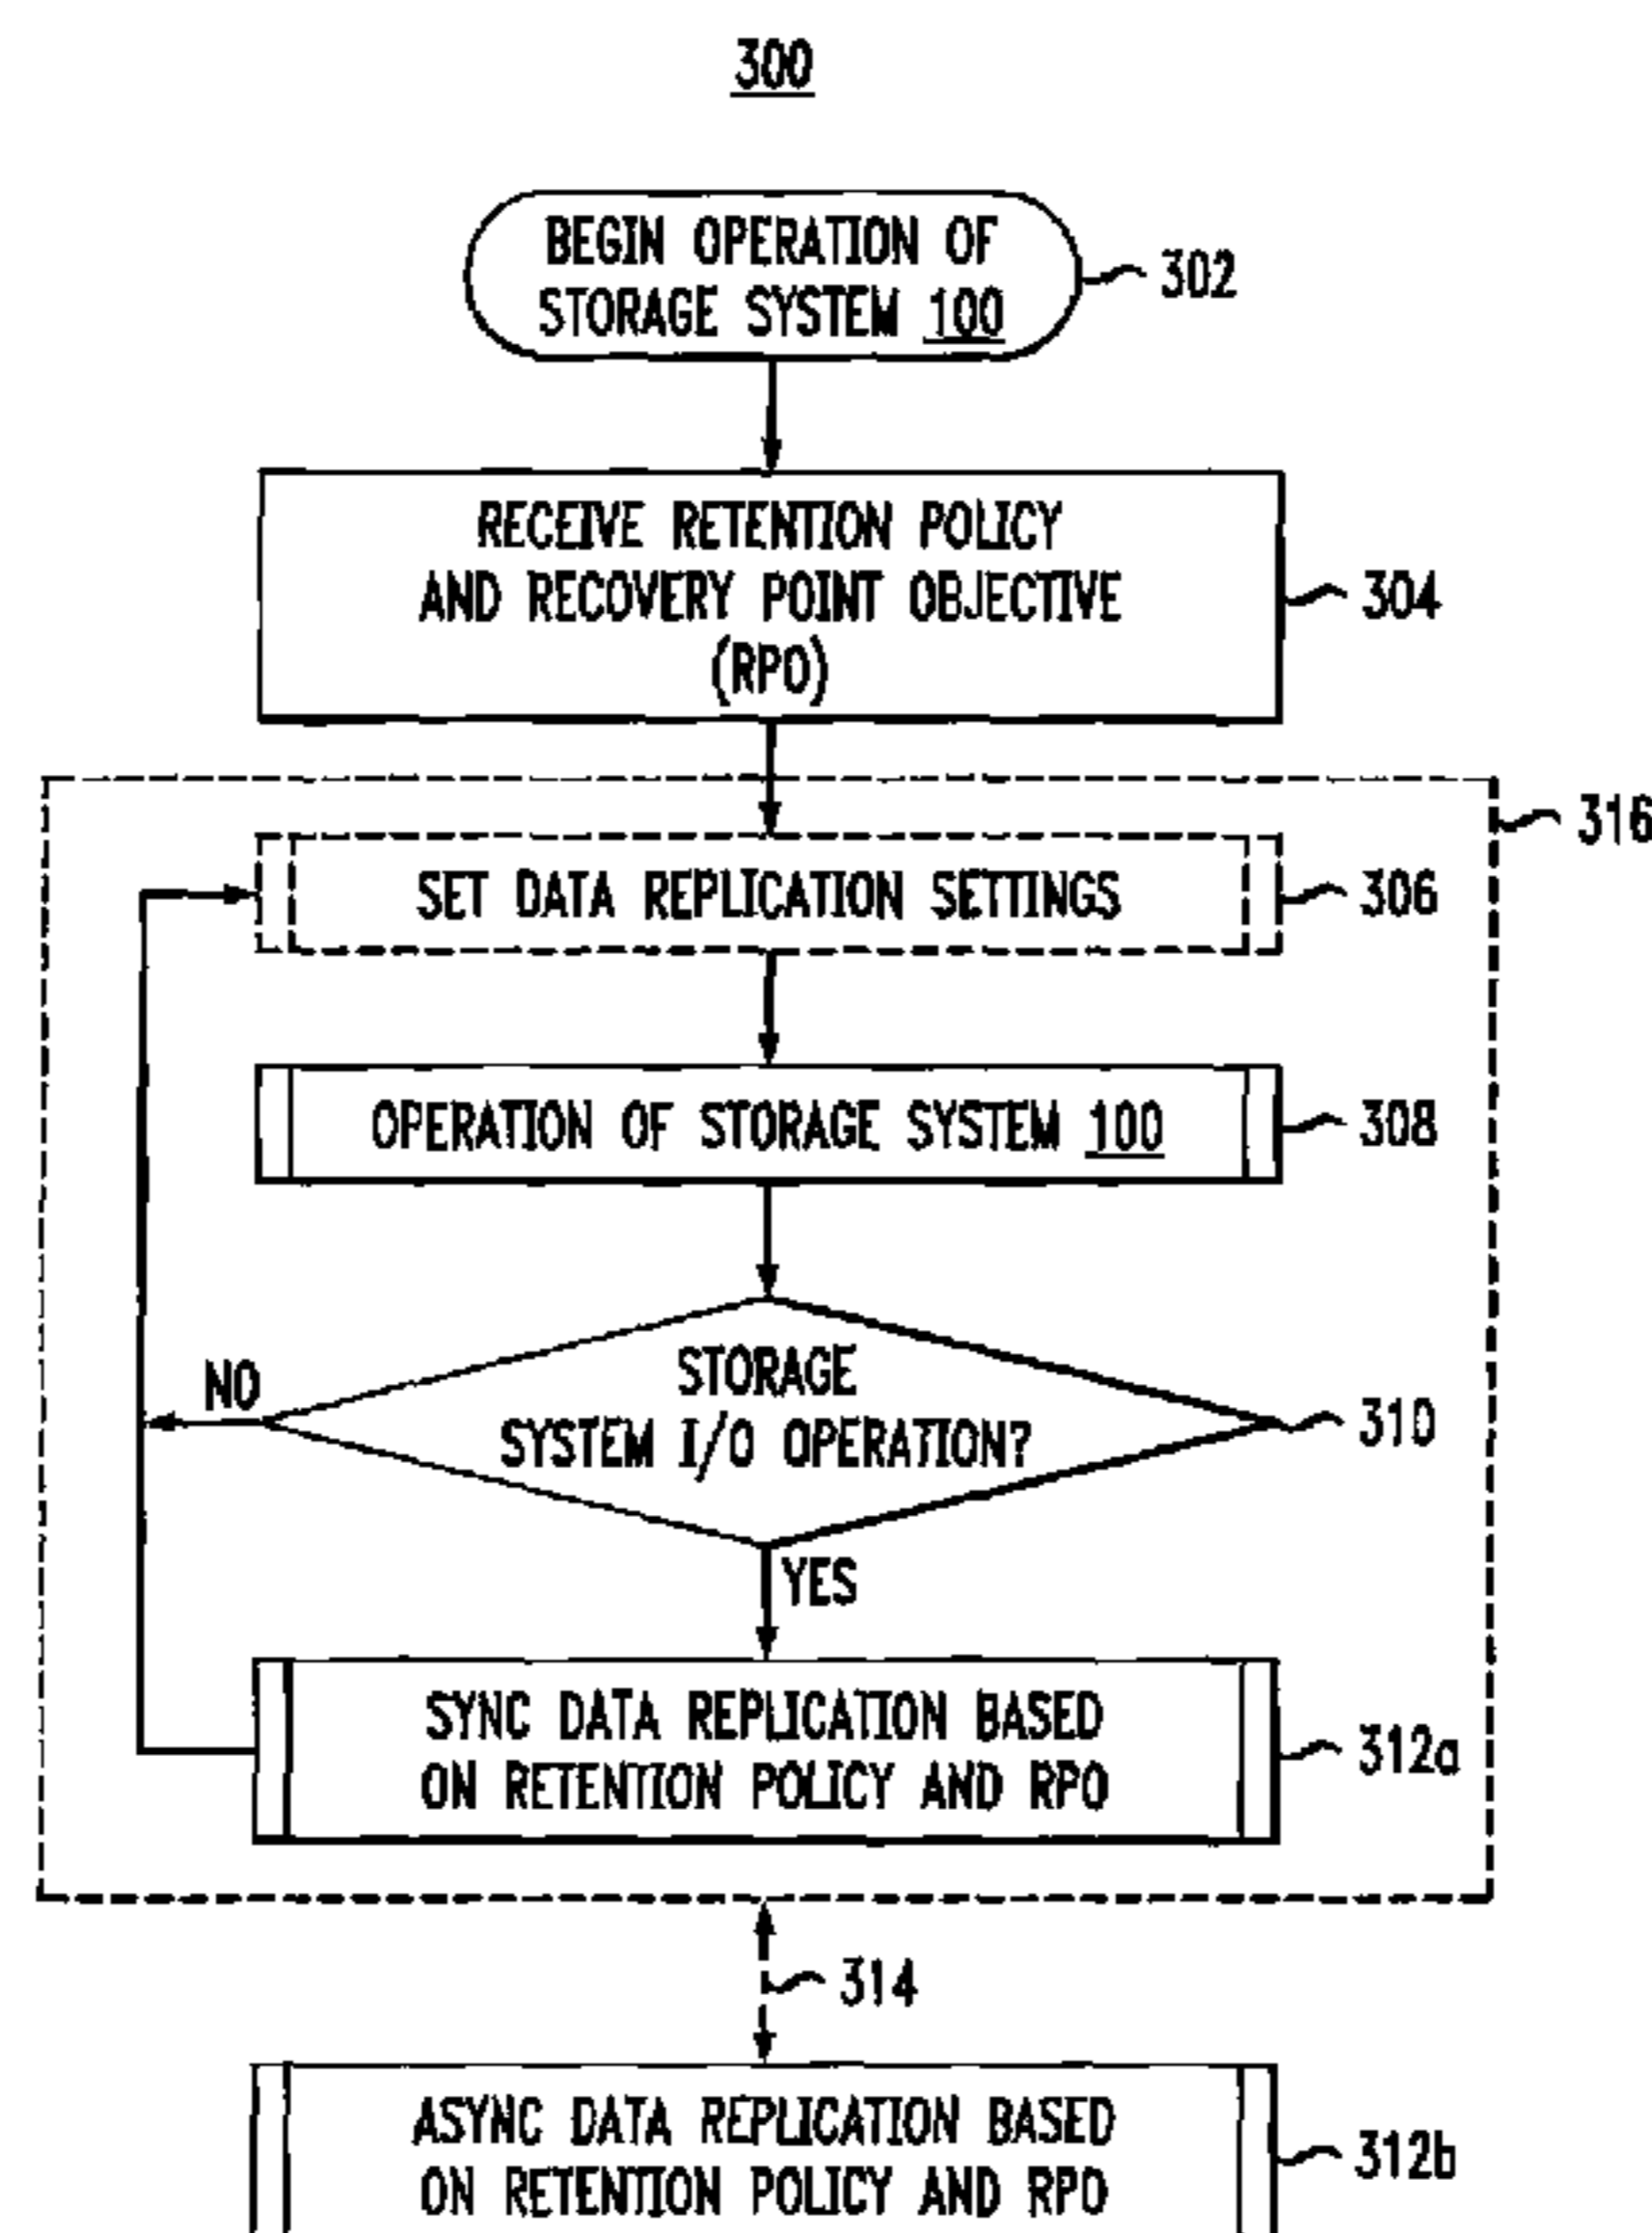 300
BEGIN OPERATION OF
STORAGE SYSTEM 100
302
RECEIVE RETENTION POLICY
AND RECOVERY POINT OBJECTIVE
(RPO)
304
316
SET DATA REPLICATION SETTINGS
306
OPERATION OF STORAGE SYSTEM 100
308
STORAGE
SYSTEM I/O OPERATION?
310
NO
YES
SYNC DATA REPLICATION BASED
ON RETENTION POLICY AND RPO
312a
314
ASYNC DATA REPLICATION BASED
ON RETENTION POLICY AND RPO
312b